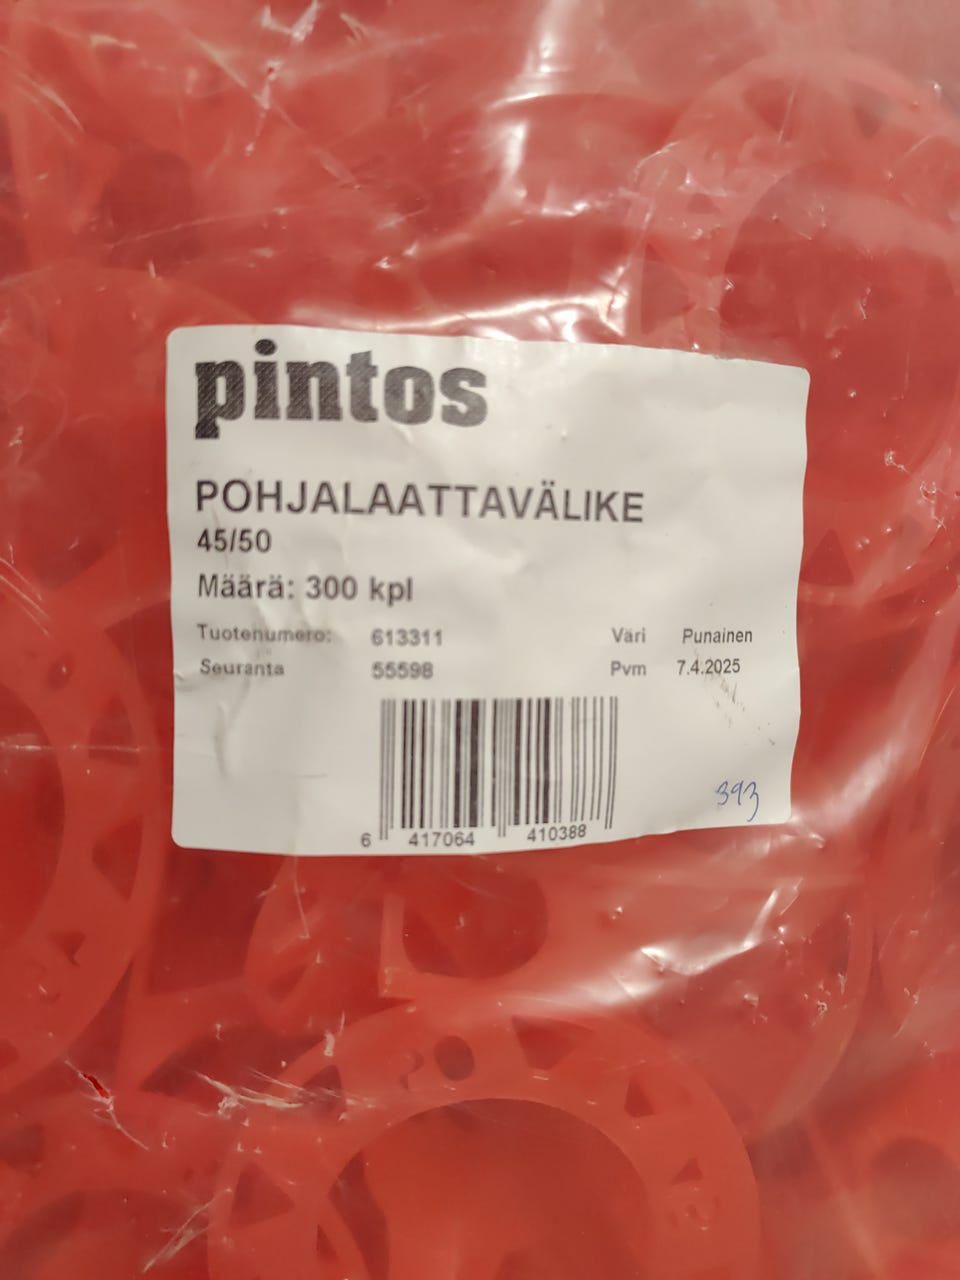 pintos
POHJALAATTAVÄLIKE
45/50
Määrä: 300 kpl
Tuotenumero: 613311 Väri Punainen
Seuranta 55598 Pvm 7.4.2025
393
6 417064 410388